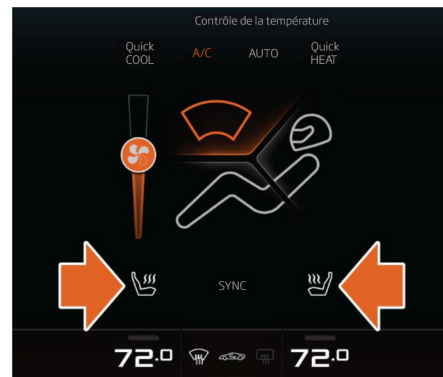 Contrôle de la température
Quick COOL A/C AUTO Quick HEAT
SYNC
72.0 72.0